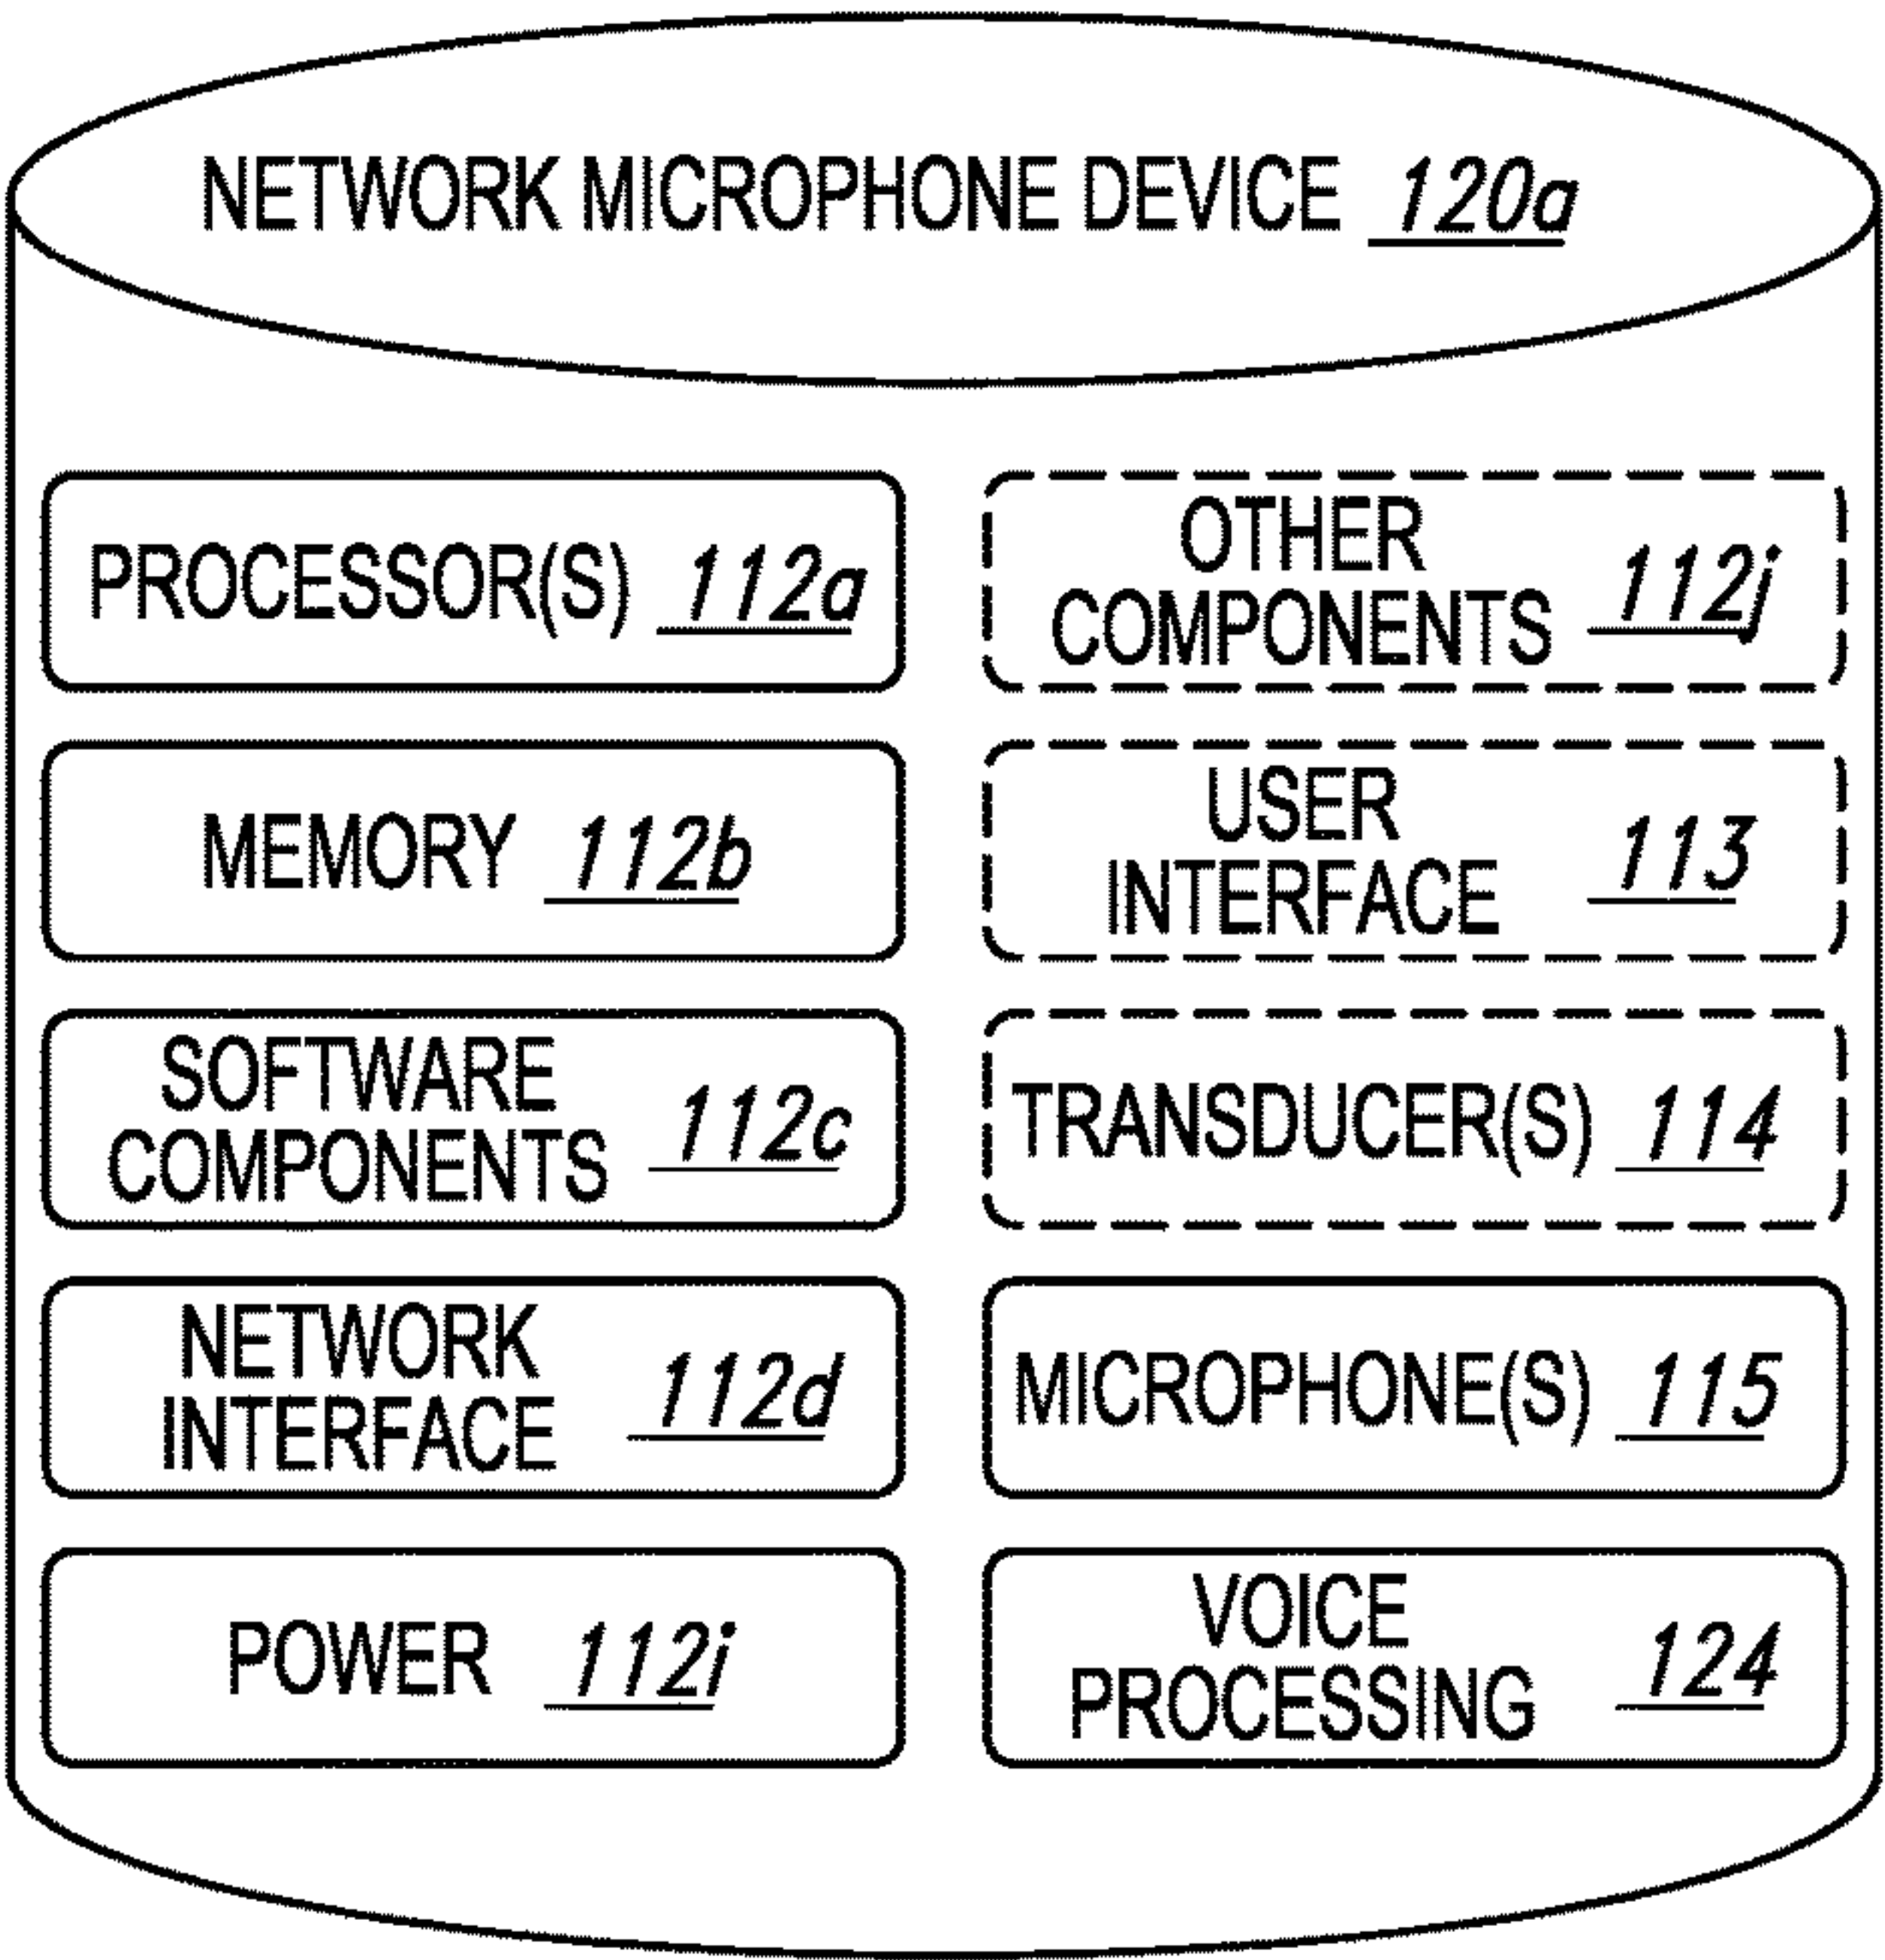 NETWORK MICROPHONE DEVICE 120a
PROCESSOR(S) 112a
MEMORY 112b
SOFTWARE
COMPONENTS 112c
NETWORK
INTERFACE 112d
POWER 112i
OTHER
COMPONENTS 112j
USER
INTERFACE 113
TRANSDUCER(S) 114
MICROPHONE(S) 115
VOICE
PROCESSING 124